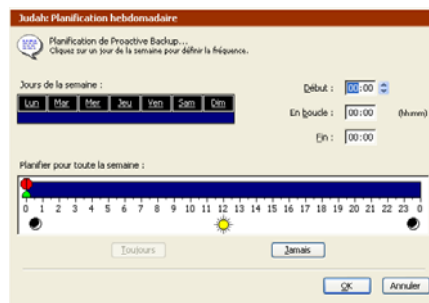 Judah: Planification hebdomadaire
Planification de Proactive Backup...
Cliquez sur un jour de la semaine pour définir la fréquence.
Jours de la semaine :
Lun Mar Mer Jeu Ven Sam Dim
Début : 00:00
En boucle : 00:00 (hh:mm)
Fin : 00:00
Planifier pour toute la semaine :
0 1 2 3 4 5 6 7 8 9 10 11 12 13 14 15 16 17 18 19 20 21 22 23 0
Toujours Jamais
OK Annuler